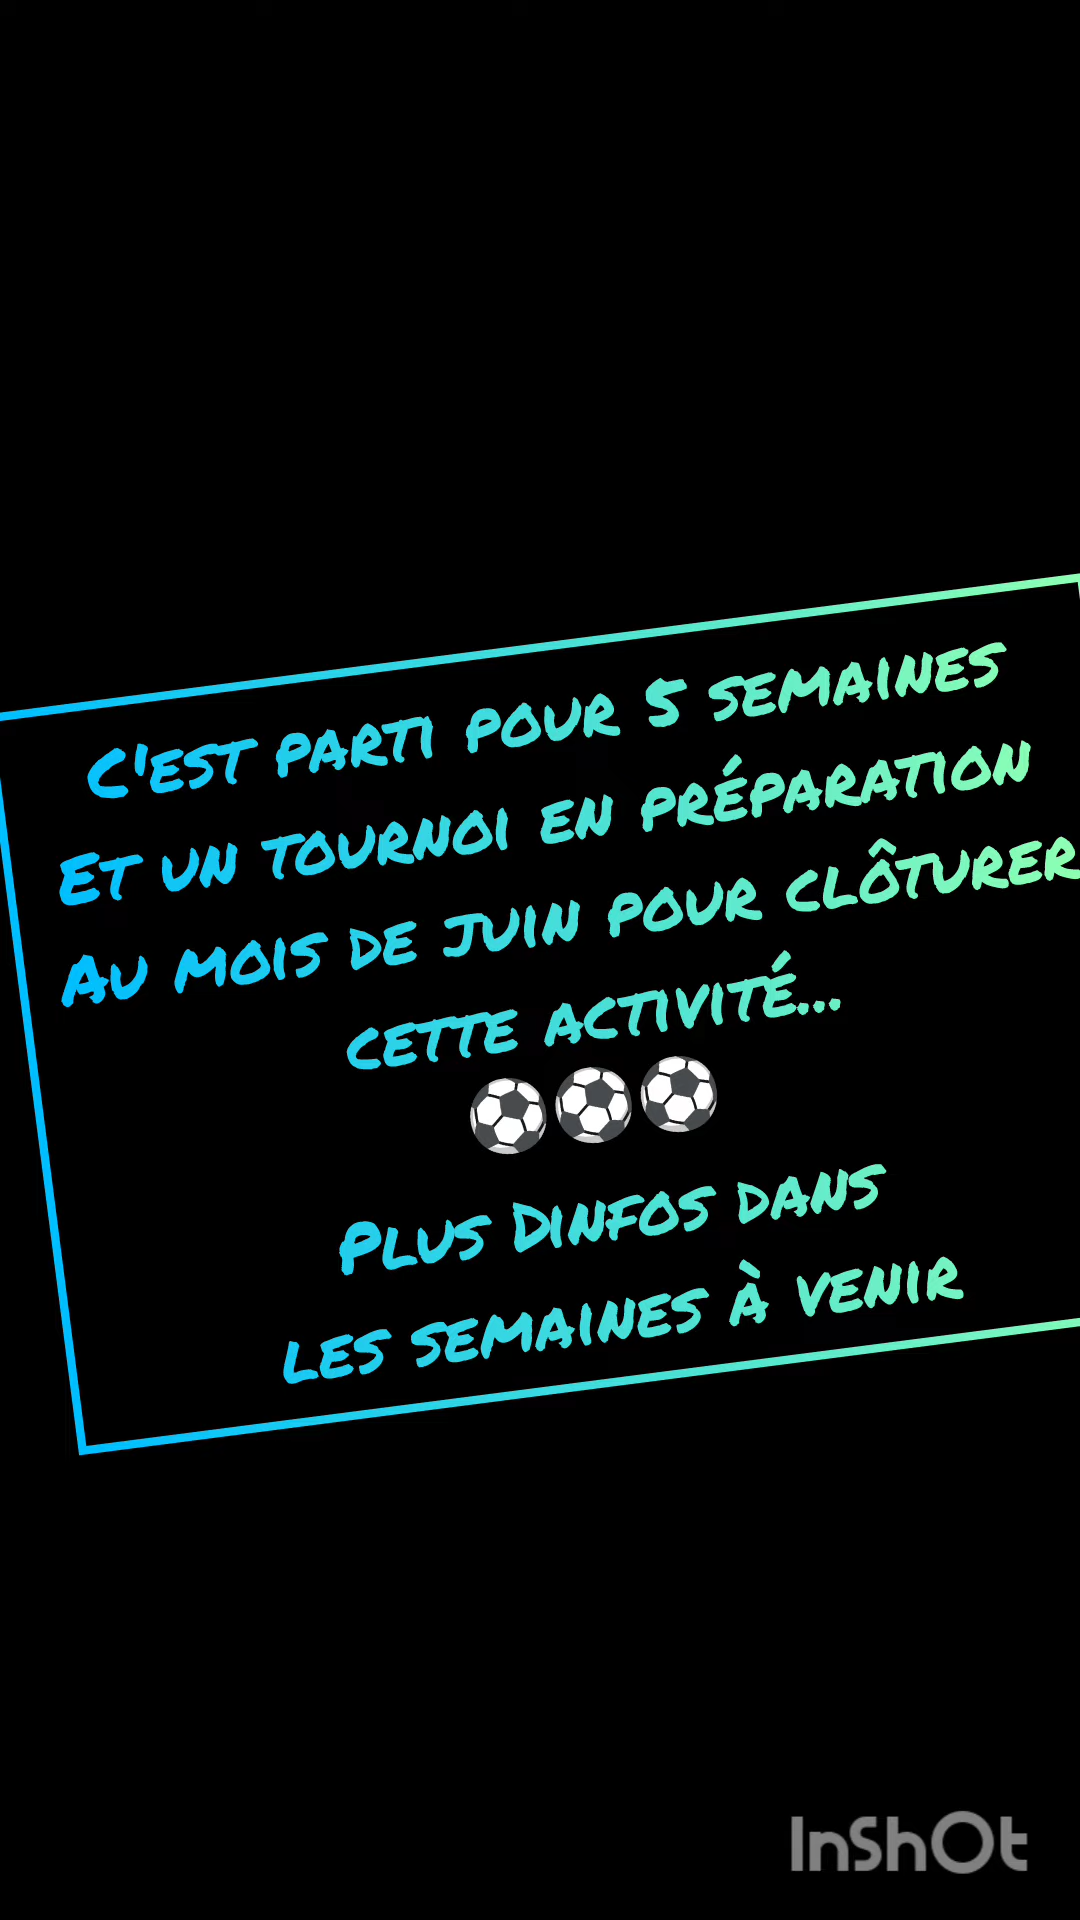 C'est parti pour 5 semaines
Et un tournoi en préparation
Au mois de juin pour clôturer
cette activité...
⚽⚽⚽
Plus Dinfos dans
les semaines à venir
InShOt